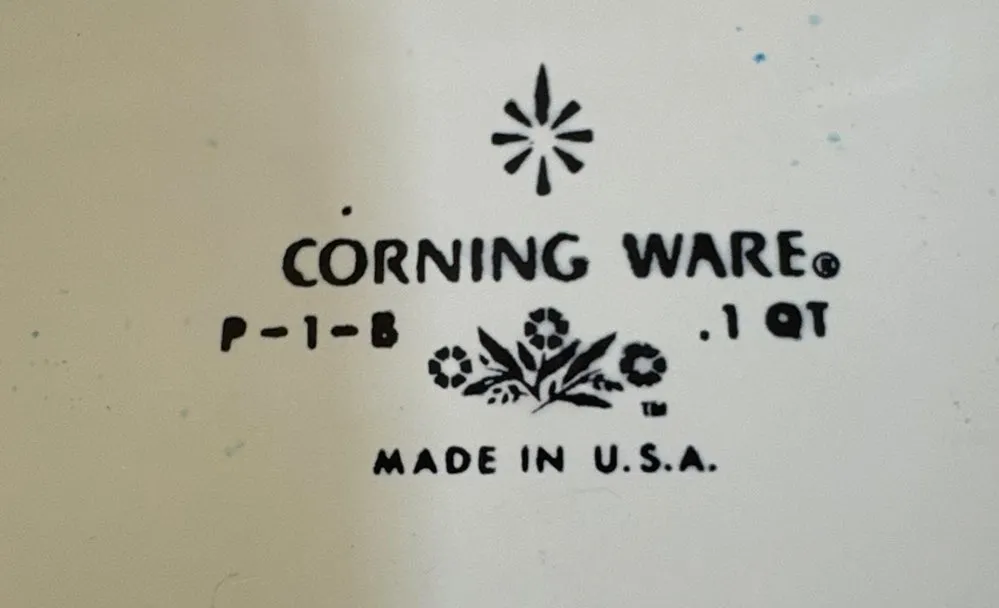 CORNING WARE®
P-1-B .1 QT
TM
MADE IN U.S.A.